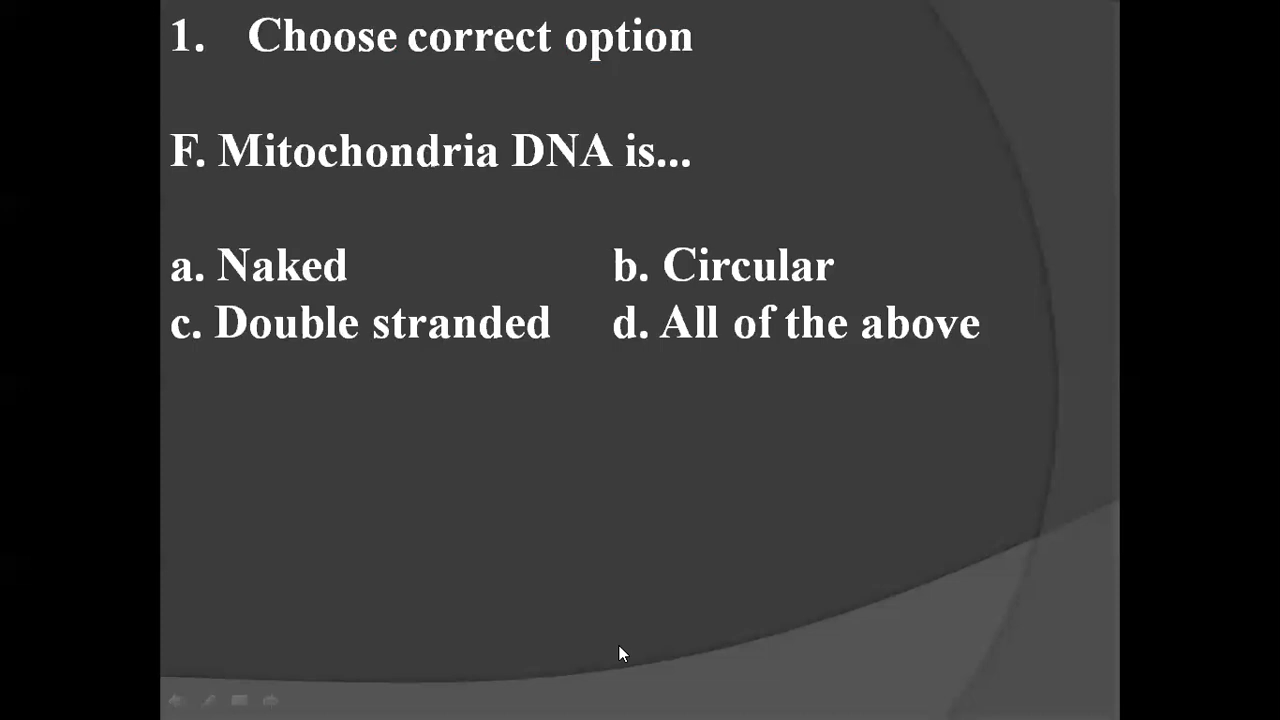 1. Choose correct option
F. Mitochondria DNA is...
a. Naked b. Circular
c. Double stranded d. All of the above